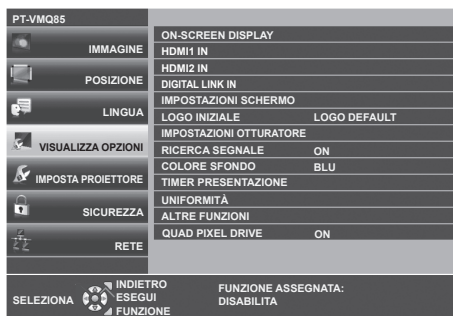 PT-VMQ85
IMMAGINE
POSIZIONE
LINGUA
VISUALIZZA OPZIONI
IMPOSTA PROIETTORE
SICUREZZA
RETE
ON-SCREEN DISPLAY
HDMI1 IN
HDMI2 IN
DIGITAL LINK IN
IMPOSTAZIONI SCHERMO
LOGO INIZIALE LOGO DEFAULT
IMPOSTAZIONI OTTURATORE
RICERCA SEGNALE ON
COLORE SFONDO BLU
TIMER PRESENTAZIONE
UNIFORMITÀ
ALTRE FUNZIONI
QUAD PIXEL DRIVE ON
SELEZIONA
INDIETRO
ESEGUI
FUNZIONE
FUNZIONE ASSEGNATA:
DISABILITA